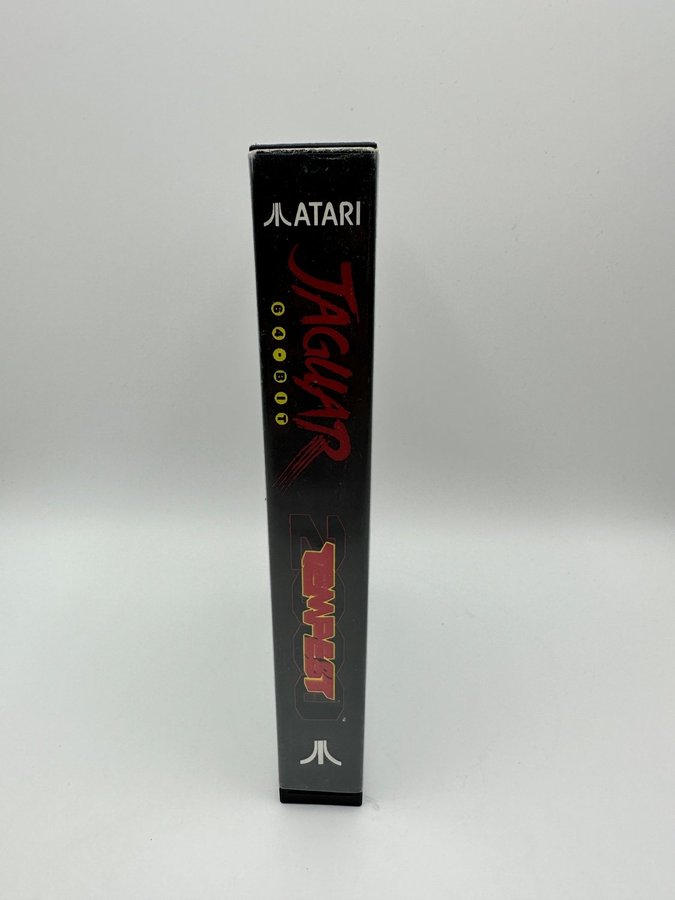 ATARI
JAGUAR
64•BIT
TEMPEST
2000